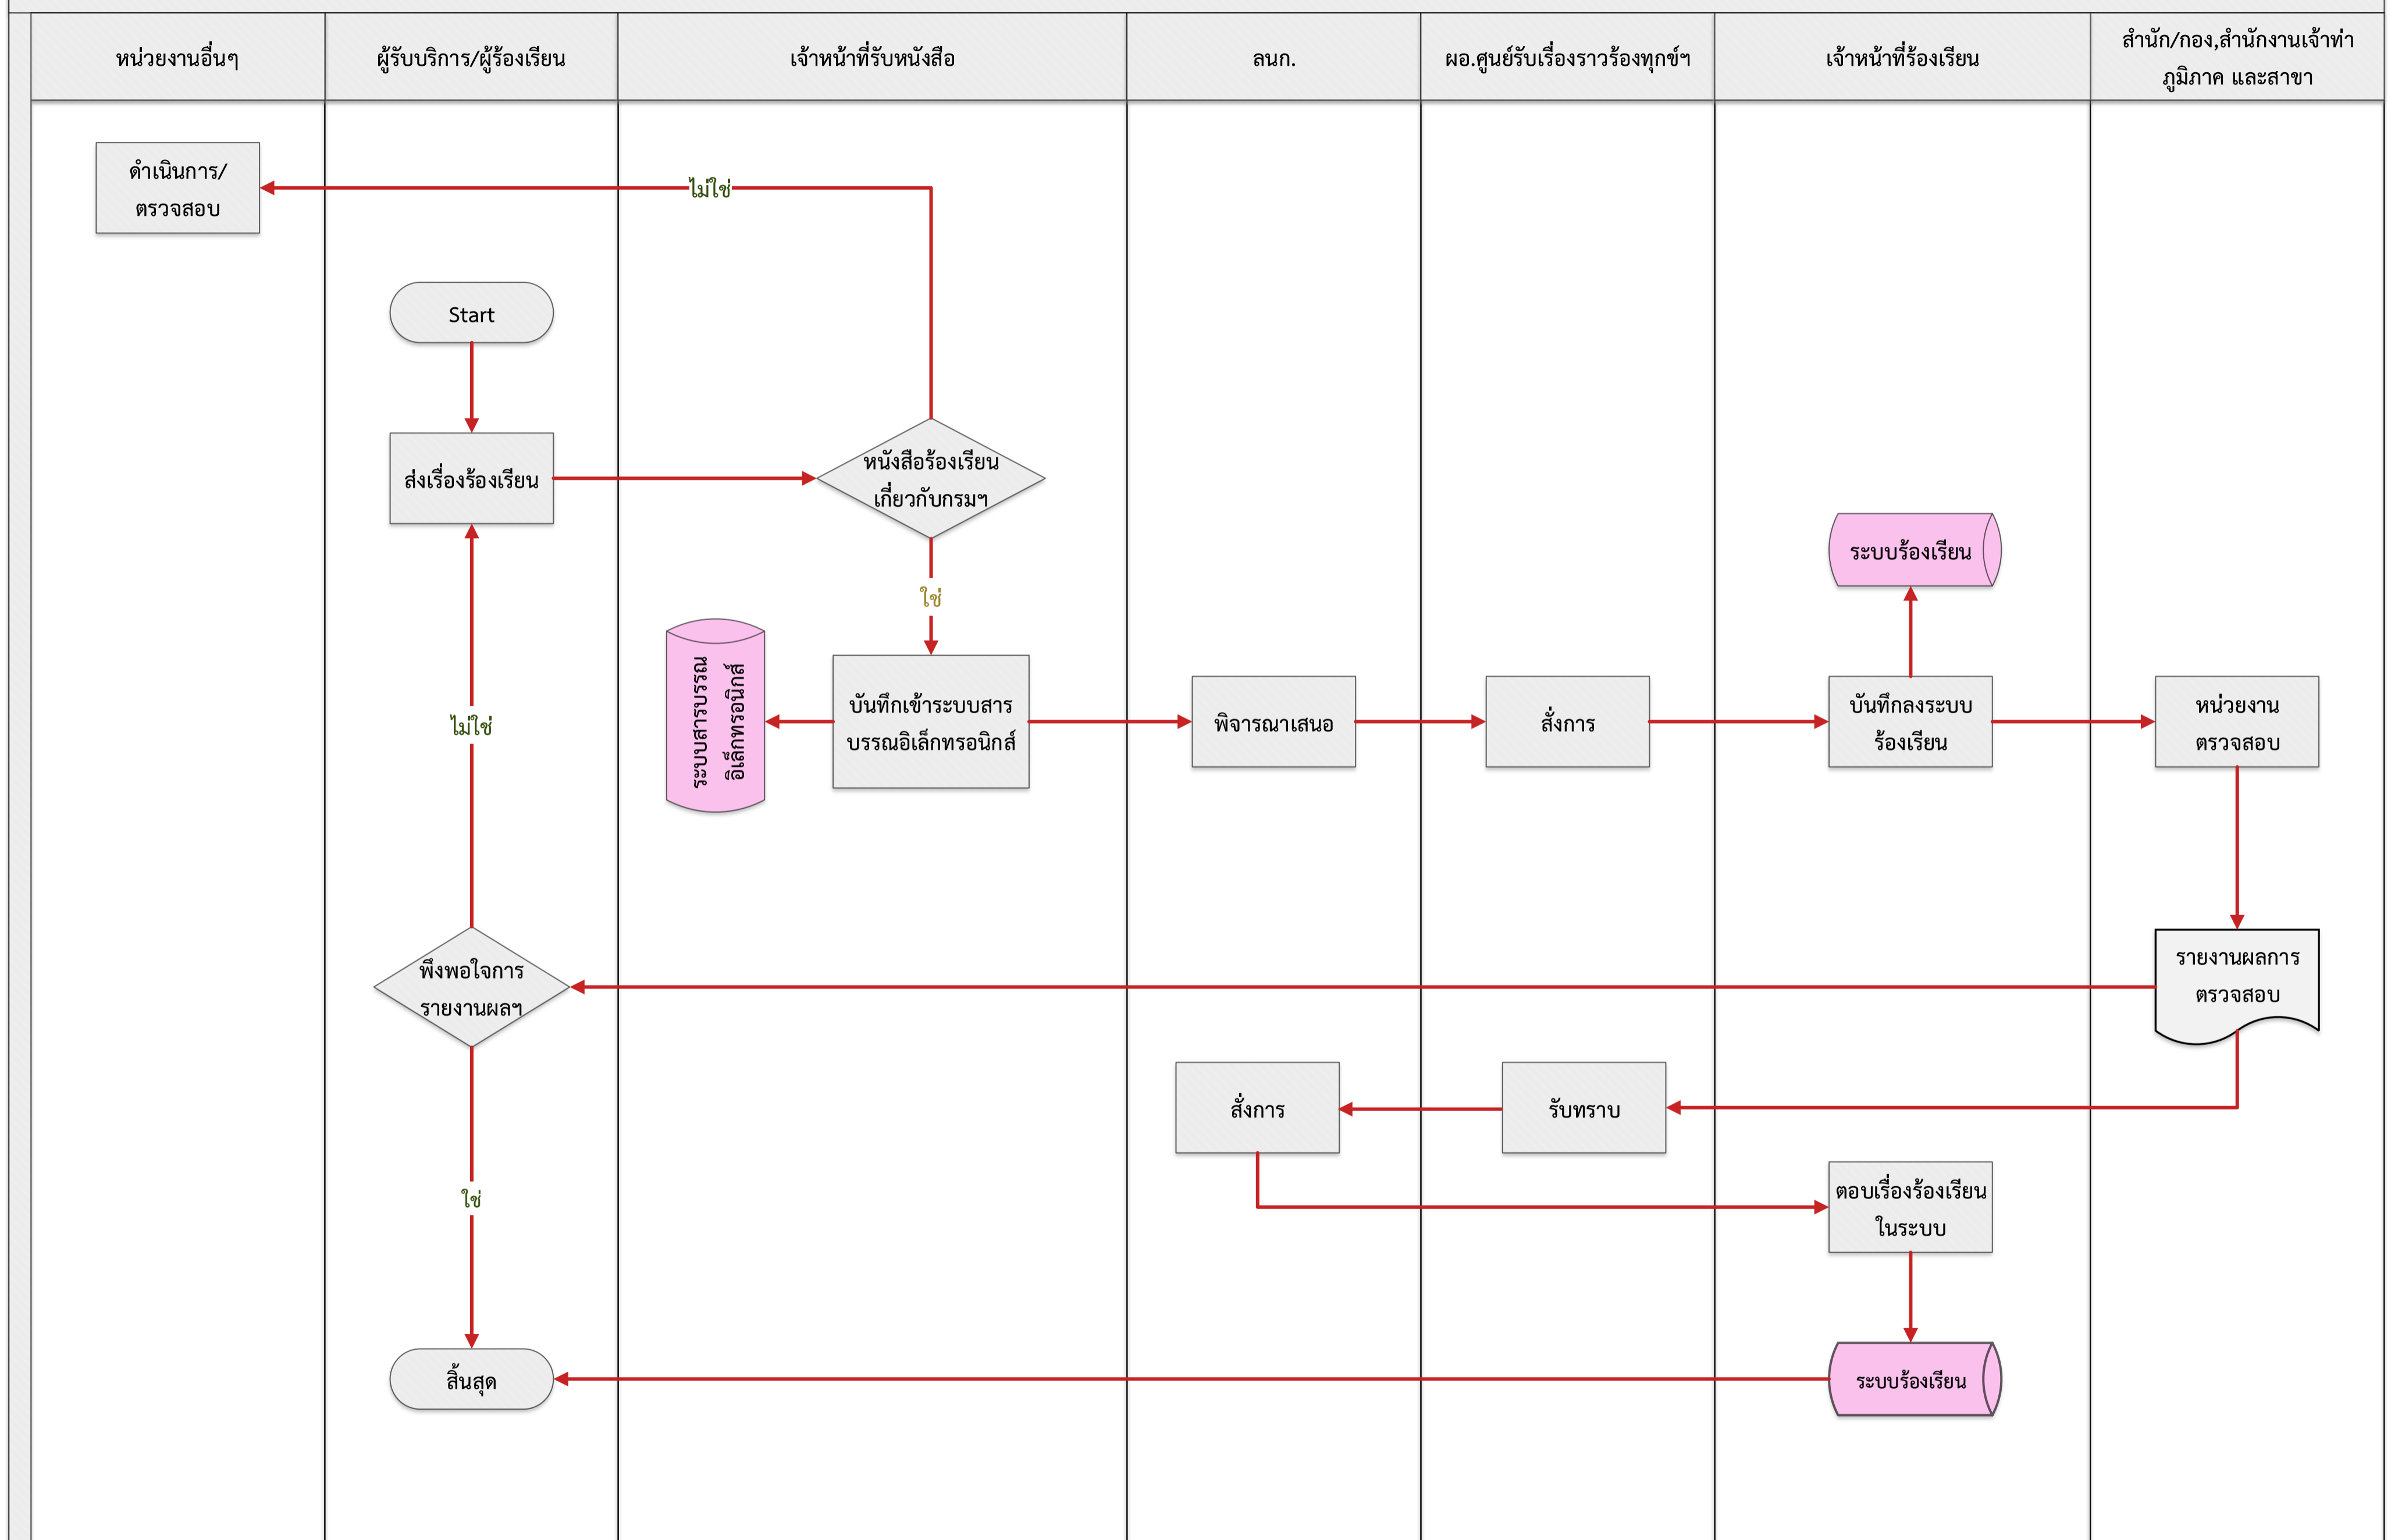 หน่วยงานอื่นๆ
ผู้รับบริการ/ผู้ร้องเรียน
เจ้าหน้าที่รับหนังสือ
ลนก.
ผอ.ศูนย์รับเรื่องราวร้องทุกข์ฯ
เจ้าหน้าที่ร้องเรียน
สำนัก/กอง,สำนักงานเจ้าท่า
ภูมิภาค และสาขา
ดำเนินการ/
ตรวจสอบ
ไม่ใช่
Start
ส่งเรื่องร้องเรียน
หนังสือร้องเรียน
เกี่ยวกับกรมฯ
ใช่
ระบบร้องเรียน
ระบบสารบรรณ
อิเล็กทรอนิกส์
บันทึกเข้าระบบสาร
บรรณอิเล็กทรอนิกส์
พิจารณาเสนอ
สั่งการ
บันทึกลงระบบ
ร้องเรียน
หน่วยงาน
ตรวจสอบ
ไม่ใช่
พึงพอใจการ
รายงานผลฯ
รายงานผลการ
ตรวจสอบ
สั่งการ
รับทราบ
ตอบเรื่องร้องเรียน
ในระบบ
ใช่
สิ้นสุด
ระบบร้องเรียน